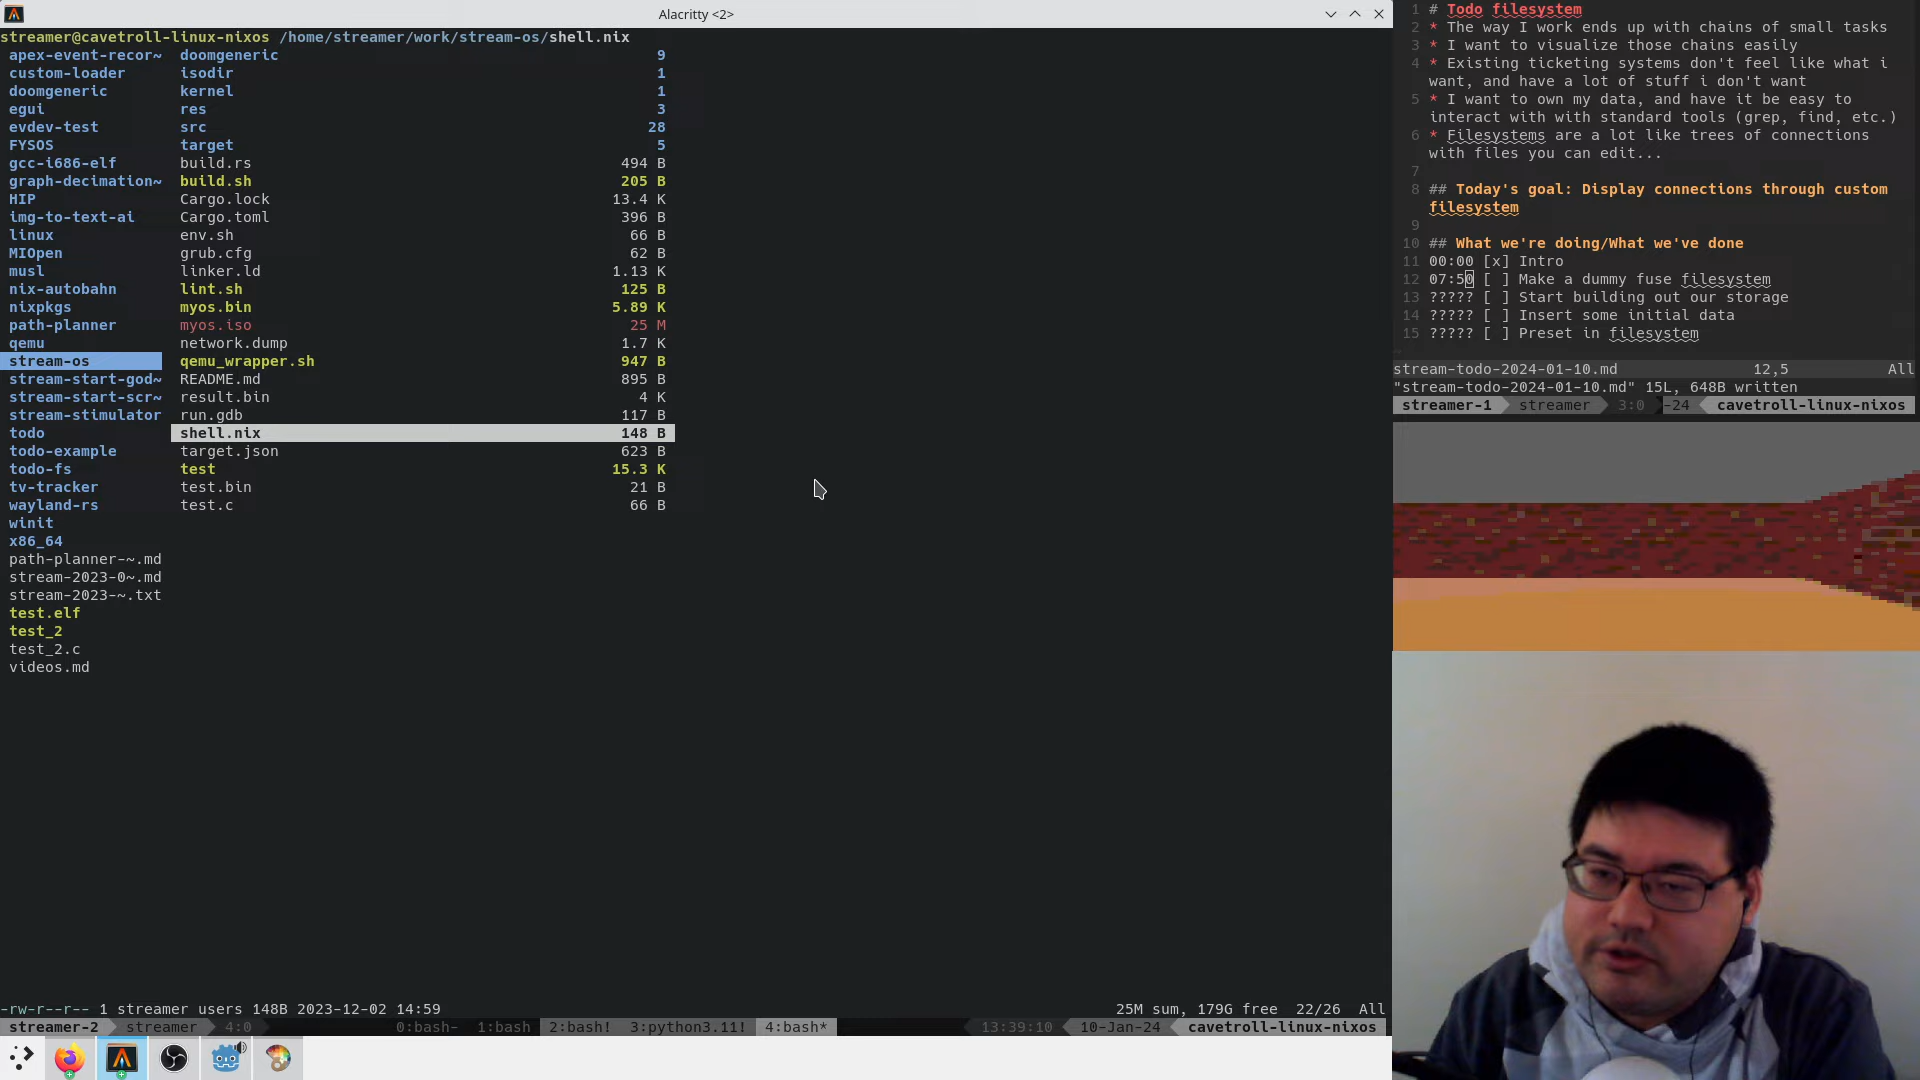 Alacritty <2>
streamer@cavetroll-linux-nixos /home/streamer/work/stream-os/shell.nix
apex-event-recor~ doomgeneric 9
custom-loader isodir 1
doomgeneric kernel 1
egui res 3
evdev-test src 28
FYSOS target 5
gcc-i686-elf build.rs 494 B
graph-decimation~ build.sh 205 B
HIP Cargo.lock 13.4 K
img-to-text-ai Cargo.toml 396 B
linux env.sh 66 B
MIOpen grub.cfg 62 B
musl linker.ld 1.13 K
nix-autobahn lint.sh 125 B
nixpkgs myos.bin 5.89 K
path-planner myos.iso 25 M
qemu network.dump 1.7 K
stream-os qemu_wrapper.sh 947 B
stream-start-god~ README.md 895 B
stream-start-scr~ result.bin 4 K
stream-stimulator run.gdb 117 B
todo shell.nix 148 B
todo-example target.json 623 B
todo-fs test 15.3 K
tv-tracker test.bin 21 B
wayland-rs test.c 66 B
winit
x86_64
path-planner-~.md
stream-2023-0~.md
stream-2023-~.txt
test.elf
test_2
test_2.c
videos.md
-rw-r--r-- 1 streamer users 148B 2023-12-02 14:59 25M sum, 179G free 22/26 All
streamer-2 streamer 4:0 0:bash- 1:bash 2:bash! 3:python3.11! 4:bash* 13:39:10 10-Jan-24 cavetroll-linux-nixos
1 # Todo filesystem
2 * The way I work ends up with chains of small tasks
3 * I want to visualize those chains easily
4 * Existing ticketing systems don't feel like what i
want, and have a lot of stuff i don't want
5 * I want to own my data, and have it be easy to
interact with with standard tools (grep, find, etc.)
6 * Filesystems are a lot like trees of connections
with files you can edit...
7
8 ## Today's goal: Display connections through custom
filesystem
9
10 ## What we're doing/What we've done
11 00:00 [x] Intro
12 07:50 [ ] Make a dummy fuse filesystem
13 ????? [ ] Start building out our storage
14 ????? [ ] Insert some initial data
15 ????? [ ] Preset in filesystem
~
stream-todo-2024-01-10.md 12,5 All
"stream-todo-2024-01-10.md" 15L, 648B written
streamer-1 streamer 3:0 -24 cavetroll-linux-nixos